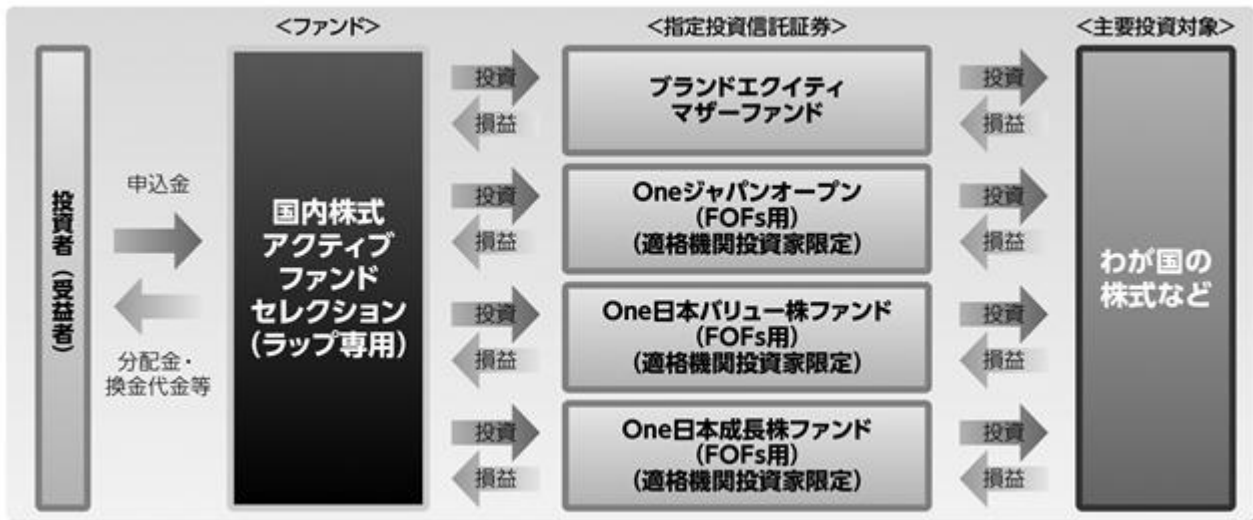 <ファンド>
<指定投資信託証券>
<主要投資対象>
投資者（受益者）
申込金
分配金・
換金代金等
国内株式
アクティブ
ファンド
セレクション
（ラップ専用）
投資
損益
ブランドエクイティ
マザーファンド
投資
損益
投資
損益
Oneジャパンオープン
（FOFs用）
（適格機関投資家限定）
投資
損益
投資
損益
One日本バリュー株ファンド
（FOFs用）
（適格機関投資家限定）
投資
損益
投資
損益
One日本成長株ファンド
（FOFs用）
（適格機関投資家限定）
投資
損益
わが国の
株式など